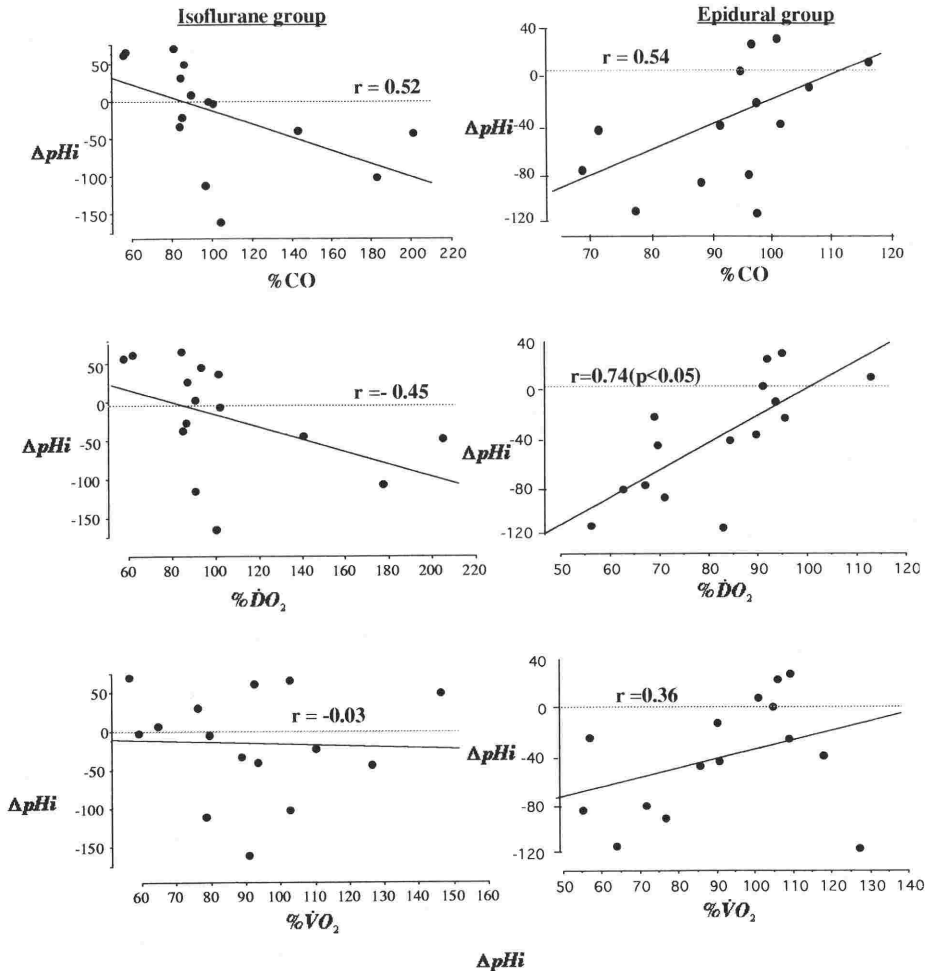 Isoflurane group
Epidural group
50
0
-50
-100
-150
ΔpHi
r = 0.52
60 80 100 120 140 160 180 200 220
%CO
40
0
-40
-80
-120
ΔpHi
r = 0.54
70 80 90 100 110 120
%CO
50
0
-50
-100
-150
ΔpHi
r =- 0.45
60 80 100 120 140 160 180 200 220
%ḊO₂
40
0
-40
-80
-120
ΔpHi
r=0.74(p<0.05)
50 60 70 80 90 100 110 120
%ḊO₂
50
0
-50
-100
-150
ΔpHi
r = -0.03
60 70 80 90 100 110 120 130 140 150
%V̇O₂
40
0
-40
-80
-120
ΔpHi
r =0.36
50 60 70 80 90 100 110 120 130 140
%V̇O₂
ΔpHi